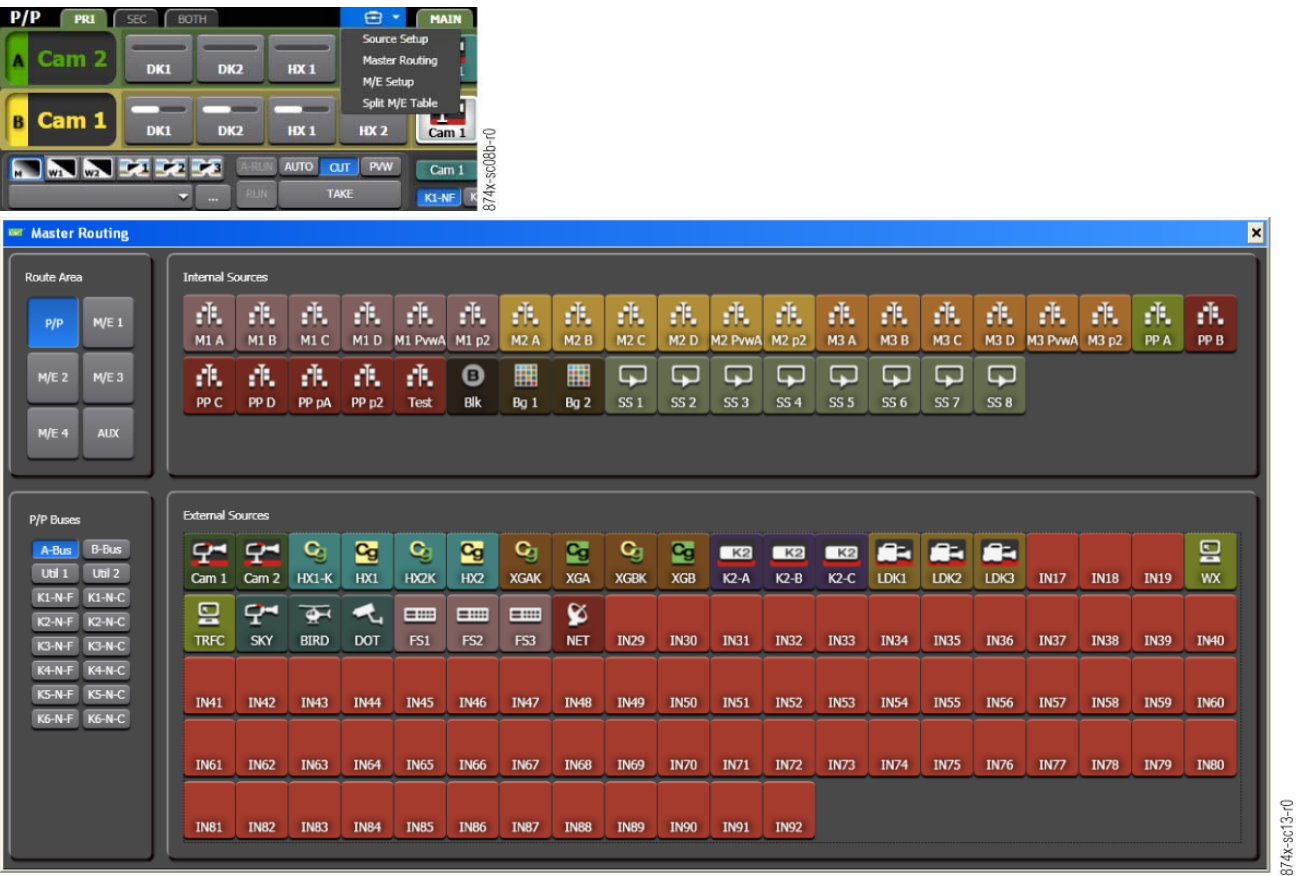 P/P PRI SEC BOTH MAIN
Source Setup
Master Routing
M/E Setup
Split M/E Table
A Cam 2 DK1 DK2 HX 1
B Cam 1 DK1 DK2 HX 1 HX 2 Cam 1
M W1 W2 1 2 3 A-RUN AUTO CUT PVW Cam 1
... RUN TAKE K1-NF K
874x-sc08b-r0
Master Routing
Route Area
P/P M/E 1
M/E 2 M/E 3
M/E 4 AUX
Internal Sources
M1 A M1 B M1 C M1 D M1 PvwA M1 p2 M2 A M2 B M2 C M2 D M2 PvwA M2 p2 M3 A M3 B M3 C M3 D M3 PvwA M3 p2 PP A PP B
PP C PP D PP pA PP p2 Test Blk Bg 1 Bg 2 SS 1 SS 2 SS 3 SS 4 SS 5 SS 6 SS 7 SS 8
P/P Buses
A-Bus B-Bus
Util 1 Util 2
K1-N-F K1-N-C
K2-N-F K2-N-C
K3-N-F K3-N-C
K4-N-F K4-N-C
K5-N-F K5-N-C
K6-N-F K6-N-C
External Sources
Cam 1 Cam 2 HX1-K HX1 HX2K HX2 XGAK XGA XGBK XGB K2-A K2-B K2-C LDK1 LDK2 LDK3 IN17 IN18 IN19 WX
TRFC SKY BIRD DOT FS1 FS2 FS3 NET IN29 IN30 IN31 IN32 IN33 IN34 IN35 IN36 IN37 IN38 IN39 IN40
IN41 IN42 IN43 IN44 IN45 IN46 IN47 IN48 IN49 IN50 IN51 IN52 IN53 IN54 IN55 IN56 IN57 IN58 IN59 IN60
IN61 IN62 IN63 IN64 IN65 IN66 IN67 IN68 IN69 IN70 IN71 IN72 IN73 IN74 IN75 IN76 IN77 IN78 IN79 IN80
IN81 IN82 IN83 IN84 IN85 IN86 IN87 IN88 IN89 IN90 IN91 IN92
874x-sc13-r0